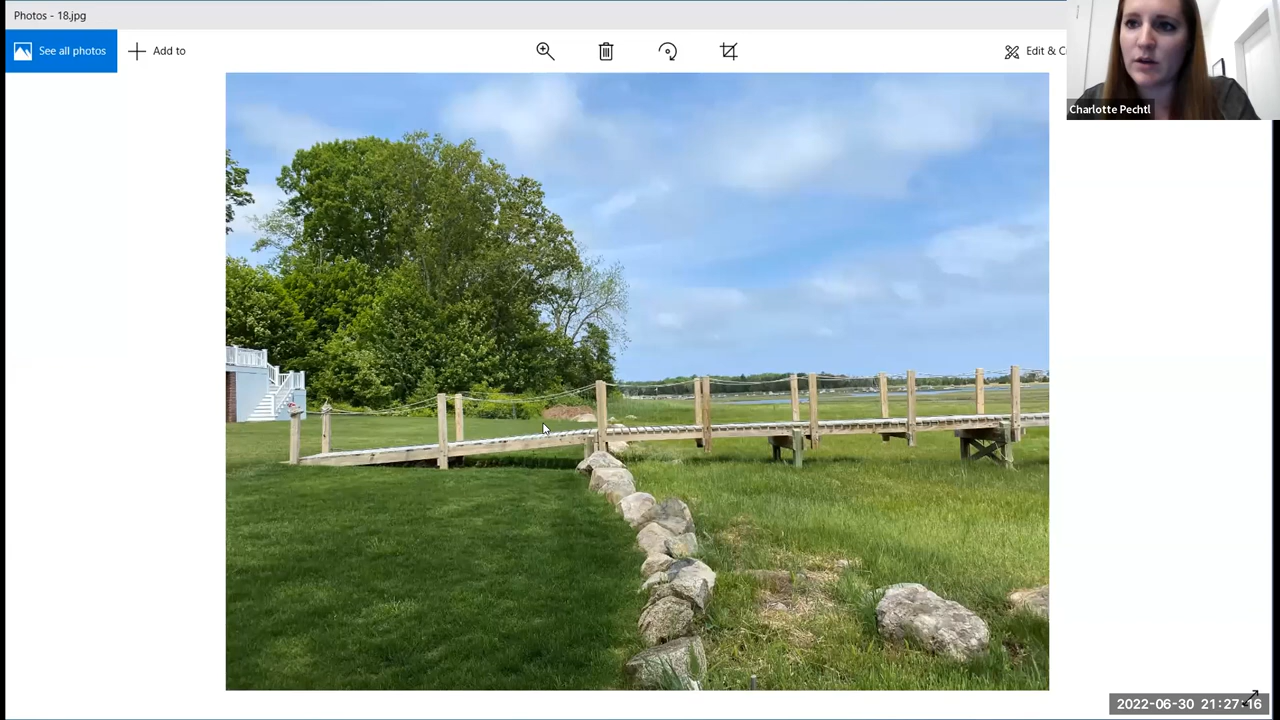 Photos - 18.jpg
See all photos
Add to
Edit & C
Charlotte Pechtl
2022-06-30 21:27:16